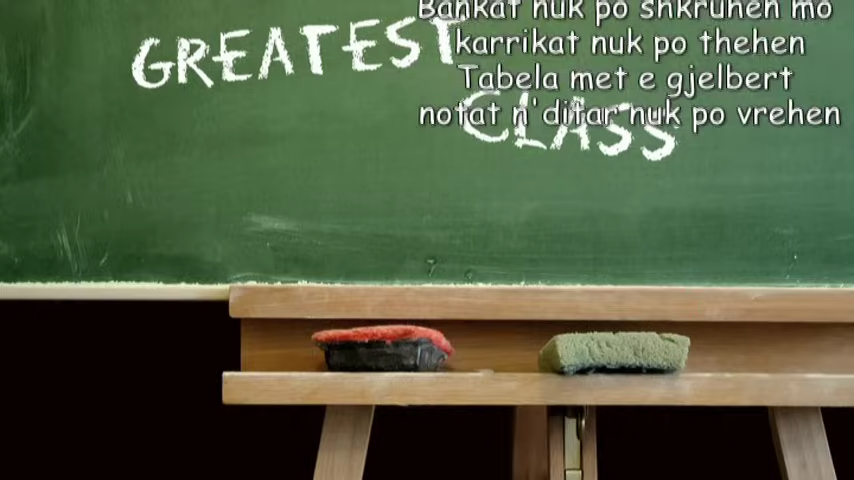 GREATEST
CLASS
Bankat nuk po shkruhen mo
karrikat nuk po thehen
Tabela met e gjelbert
notat n'ditar nuk po vrehen